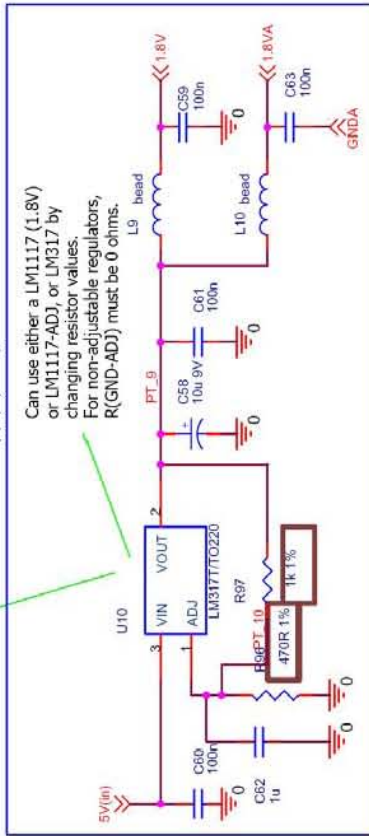 Can use either a LM1117 (1.8V)
or LM1117-ADJ, or LM317 by
changing resistor values.
For non-adjustable regulators,
R(GND-ADJ) must be 0 ohms.
5V(in)
C60
100n
0
U10
3
VIN
VOUT
2
ADJ
1
LM317T/TO220
C62
1u
0
R96
470R 1%
0
PT_10
R97
1k 1%
PT_9
C58
10u 9V
+
0
C61
100n
0
L9
bead
1.8V
C59
100n
0
L10
bead
1.8VA
C63
100n
GNDA